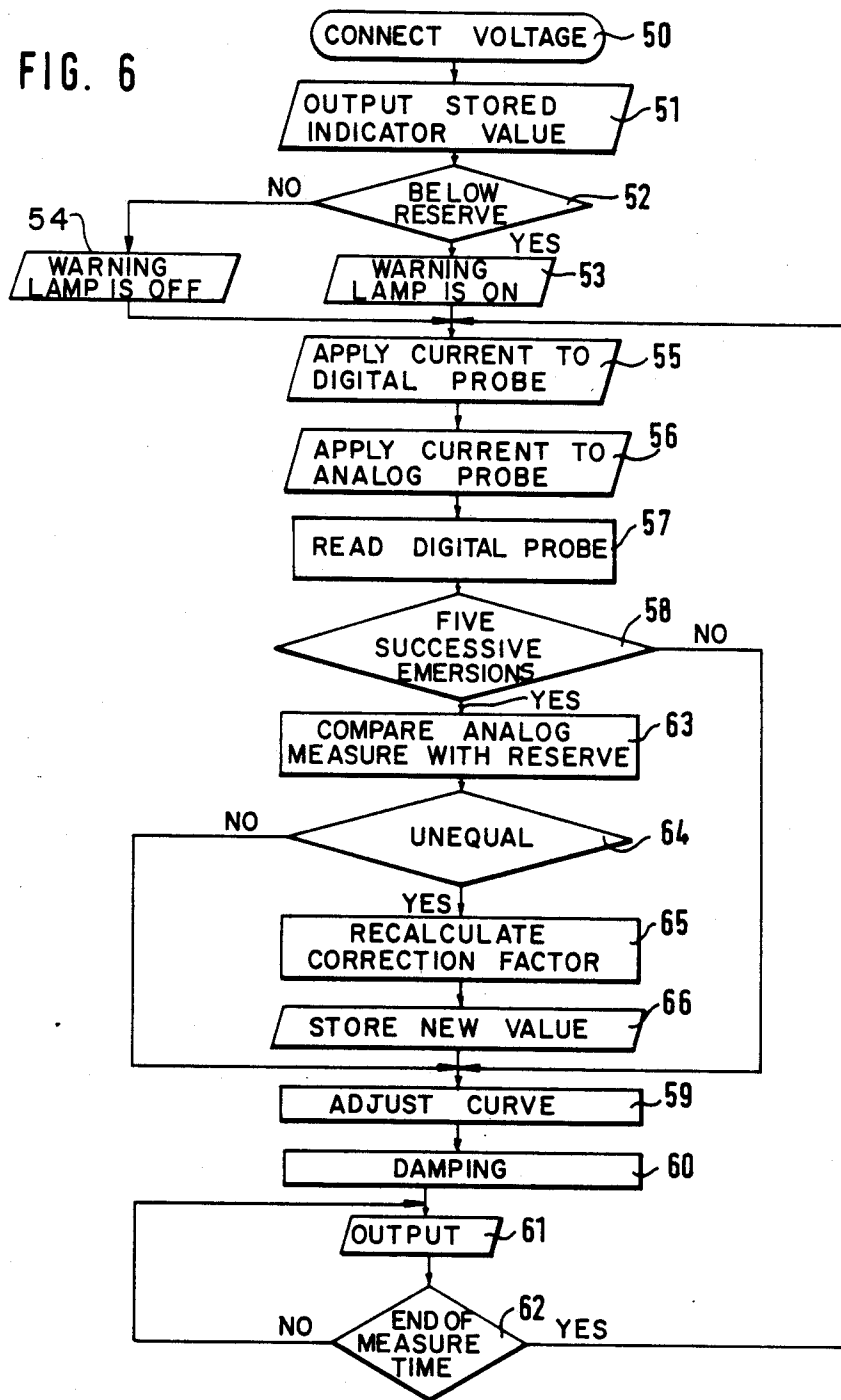 FIG. 6
CONNECT VOLTAGE
50
OUTPUT STORED
INDICATOR VALUE
51
BELOW
RESERVE
52
NO
YES
54
WARNING
LAMP IS OFF
WARNING
LAMP IS ON
53
APPLY CURRENT TO
DIGITAL PROBE
55
APPLY CURRENT TO
ANALOG PROBE
56
READ DIGITAL PROBE
57
FIVE
SUCCESSIVE
EMERSIONS
58
NO
YES
COMPARE ANALOG
MEASURE WITH RESERVE
63
NO
UNEQUAL
64
YES
RECALCULATE
CORRECTION FACTOR
65
STORE NEW VALUE
66
ADJUST CURVE
59
DAMPING
60
OUTPUT
61
END OF
MEASURE
TIME
62
NO
YES